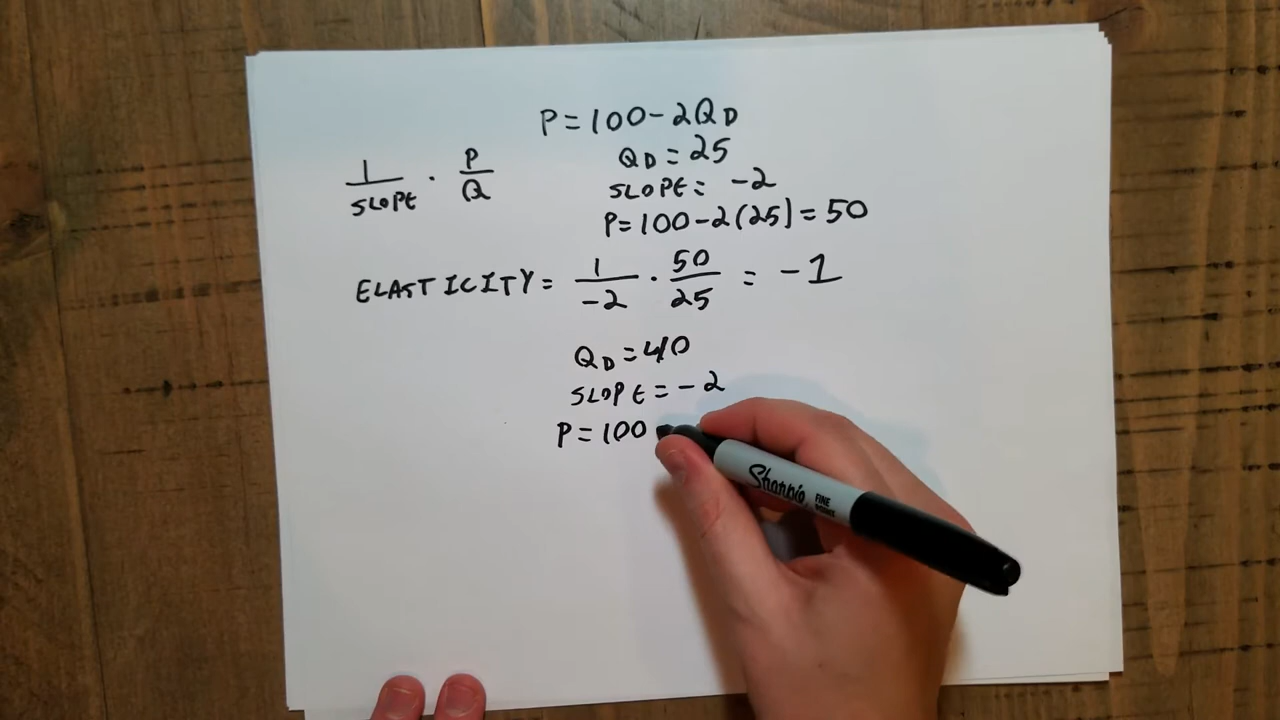 P = 100 - 2QD
QD = 25
1/SLOPE · P/Q
SLOPE = -2
P = 100 - 2(25) = 50
ELASTICITY = 1/-2 · 50/25 = -1
QD = 40
SLOPE = -2
P = 100
Sharpie FINE POINT